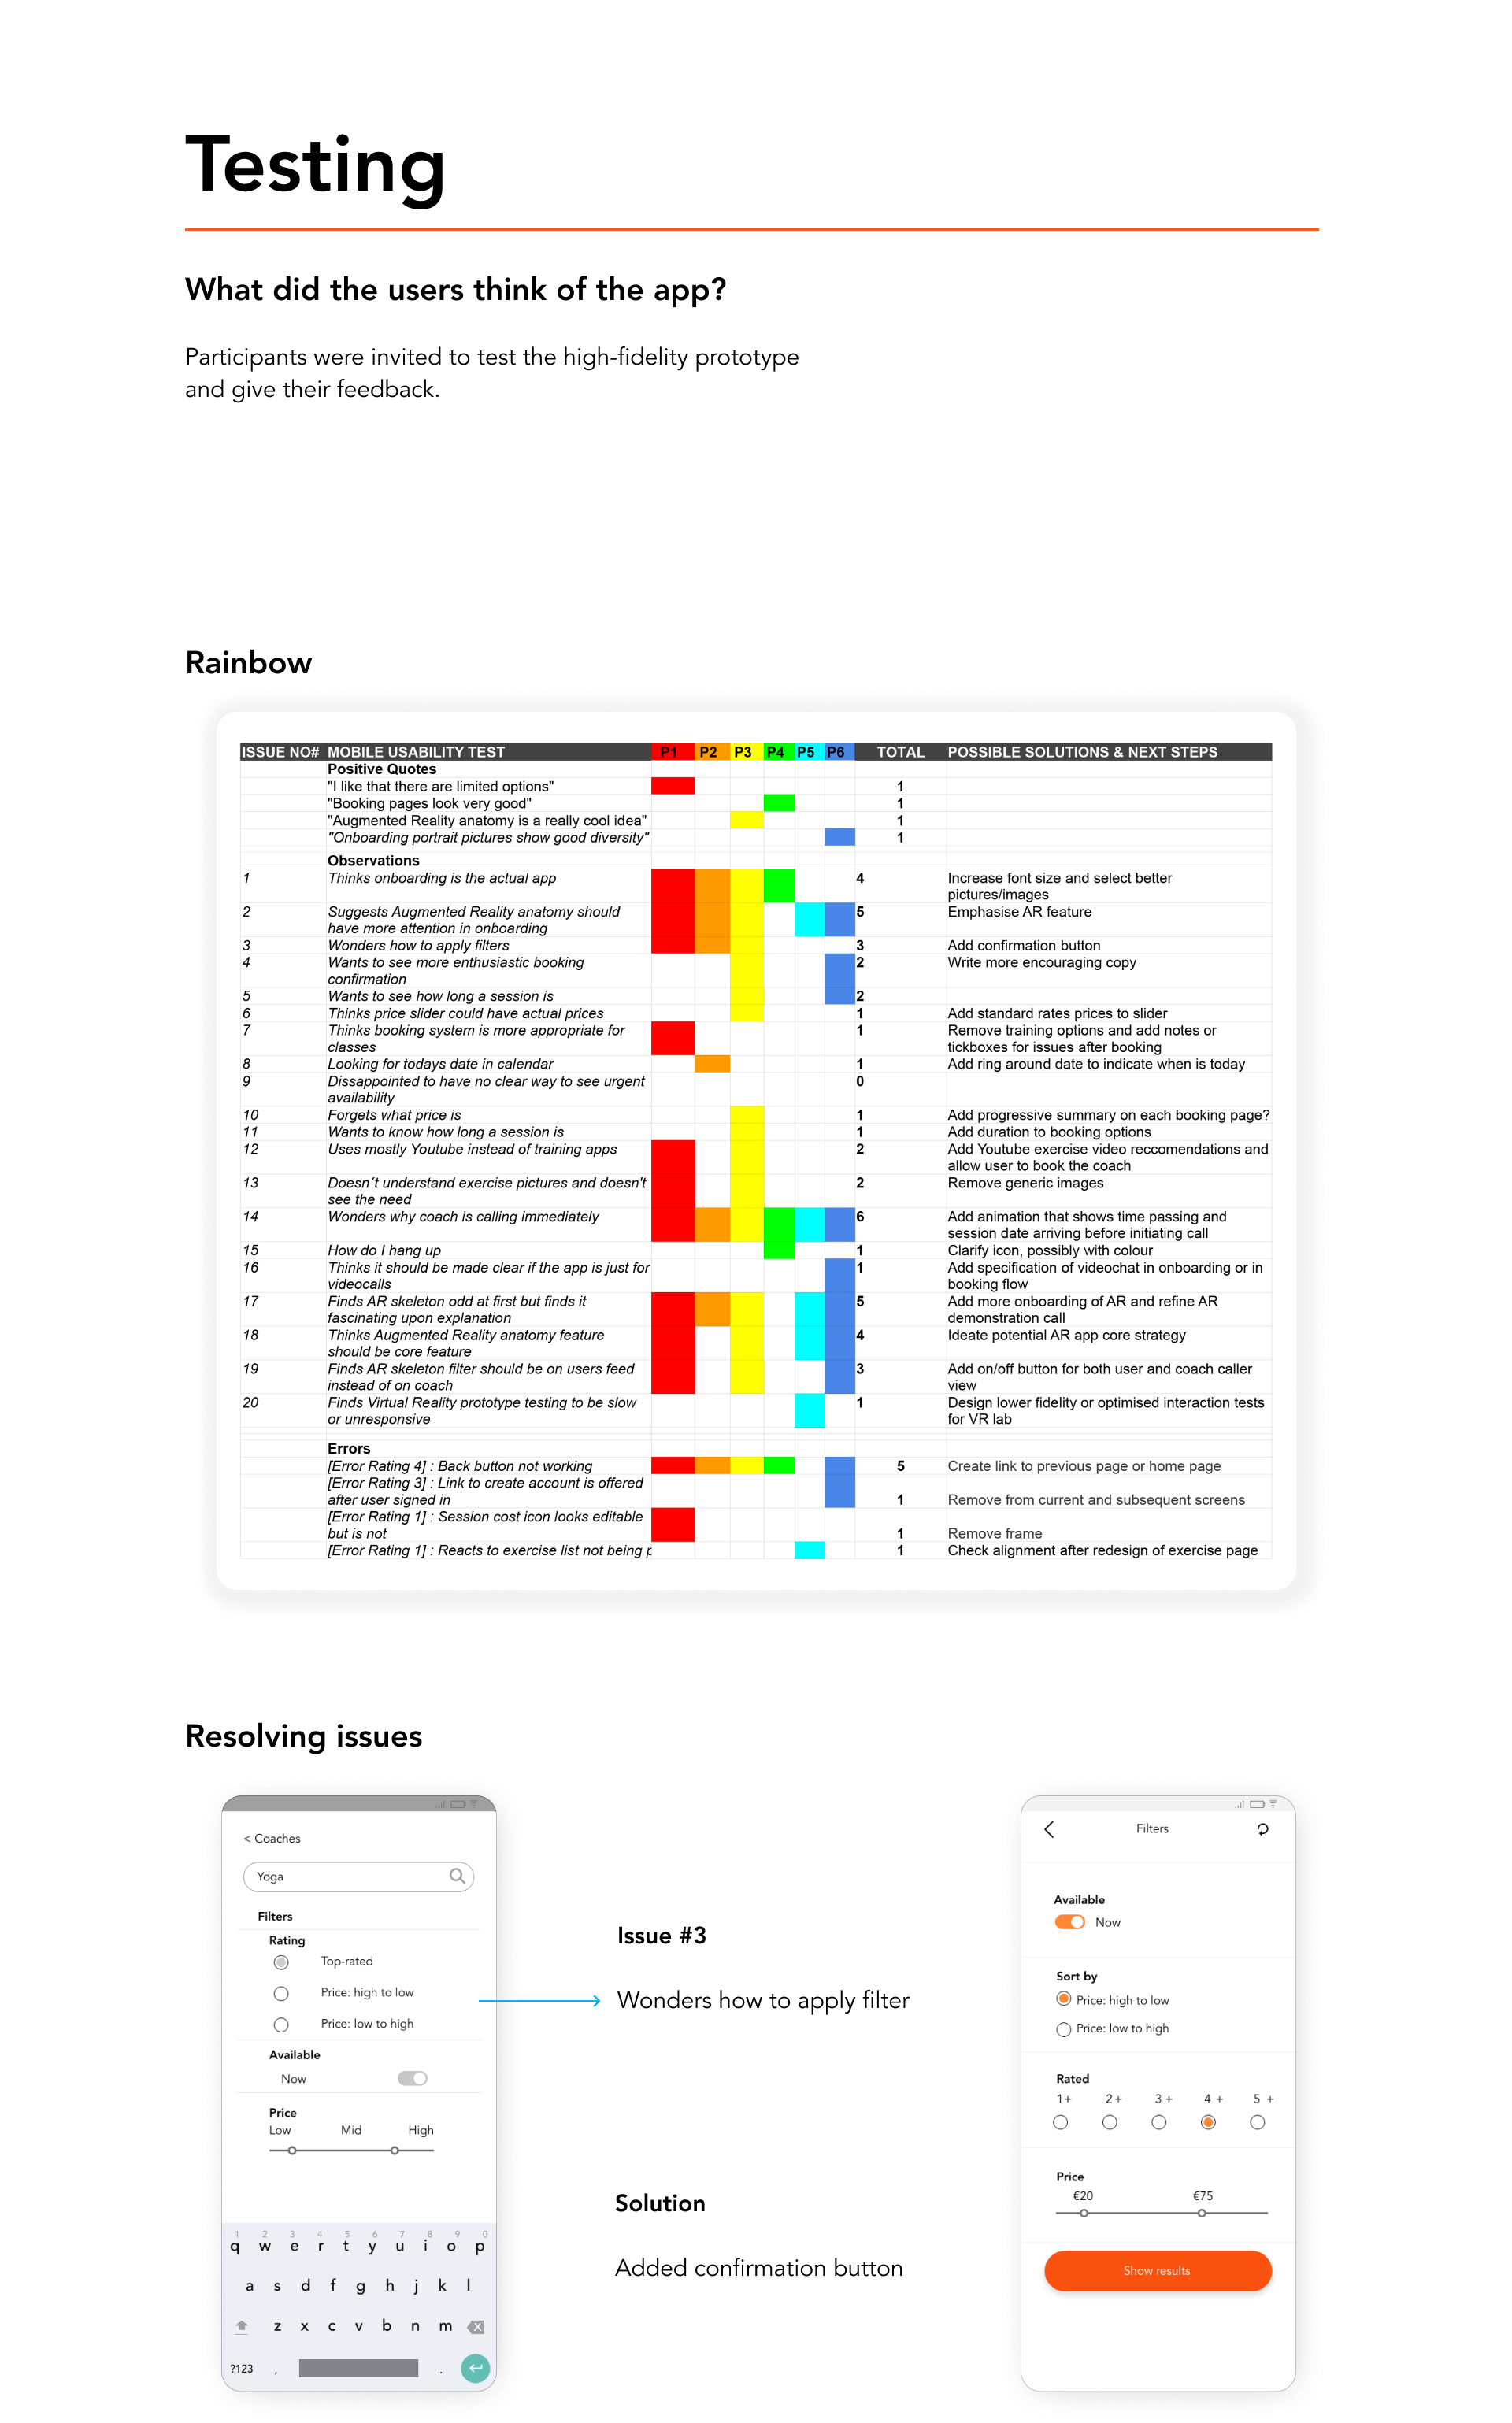 Testing
What did the users think of the app?
Participants were invited to test the high-fidelity prototype
and give their feedback.
Rainbow
ISSUE NO# MOBILE USABILITY TEST P1 P2 P3 P4 P5 P6 TOTAL POSSIBLE SOLUTIONS & NEXT STEPS
Positive Quotes
"I like that there are limited options" 1
"Booking pages look very good" 1
"Augmented Reality anatomy is a really cool idea" 1
"Onboarding portrait pictures show good diversity" 1
Observations
1 Thinks onboarding is the actual app 4 Increase font size and select better
pictures/images
2 Suggests Augmented Reality anatomy should 5 Emphasise AR feature
have more attention in onboarding
3 Wonders how to apply filters 3 Add confirmation button
4 Wants to see more enthusiastic booking 2 Write more encouraging copy
confirmation
5 Wants to see how long a session is 2
6 Thinks price slider could have actual prices 1 Add standard rates prices to slider
7 Thinks booking system is more appropriate for 1 Remove training options and add notes or
classes tickboxes for issues after booking
8 Looking for todays date in calendar 1 Add ring around date to indicate when is today
9 Dissappointed to have no clear way to see urgent 0
availability
10 Forgets what price is 1 Add progressive summary on each booking page?
11 Wants to know how long a session is 1 Add duration to booking options
12 Uses mostly Youtube instead of training apps 2 Add Youtube exercise video reccomendations and
allow user to book the coach
13 Doesn´t understand exercise pictures and doesn't 2 Remove generic images
see the need
14 Wonders why coach is calling immediately 6 Add animation that shows time passing and
session date arriving before initiating call
15 How do I hang up 1 Clarify icon, possibly with colour
16 Thinks it should be made clear if the app is just for 1 Add specification of videochat in onboarding or in
videocalls booking flow
17 Finds AR skeleton odd at first but finds it 5 Add more onboarding of AR and refine AR
fascinating upon explanation demonstration call
18 Thinks Augmented Reality anatomy feature 4 Ideate potential AR app core strategy
should be core feature
19 Finds AR skeleton filter should be on users feed 3 Add on/off button for both user and coach caller
instead of on coach view
20 Finds Virtual Reality prototype testing to be slow 1 Design lower fidelity or optimised interaction tests
or unresponsive for VR lab
Errors
[Error Rating 4] : Back button not working 5 Create link to previous page or home page
[Error Rating 3] : Link to create account is offered
after user signed in 1 Remove from current and subsequent screens
[Error Rating 1] : Session cost icon looks editable
but is not 1 Remove frame
[Error Rating 1] : Reacts to exercise list not being 1 Check alignment after redesign of exercise page
Resolving issues
< Coaches
Yoga
Filters
Rating
Top-rated
Price: high to low
Price: low to high
Available
Now
Price
Low Mid High
1 2 3 4 5 6 7 8 9 0
q w e r t y u i o p
a s d f g h j k l
z x c v b n m
?123 , .
Issue #3
Wonders how to apply filter
Solution
Added confirmation button
Filters
Available
Now
Sort by
Price: high to low
Price: low to high
Rated
1+ 2+ 3+ 4 + 5 +
Price
€20 €75
Show results